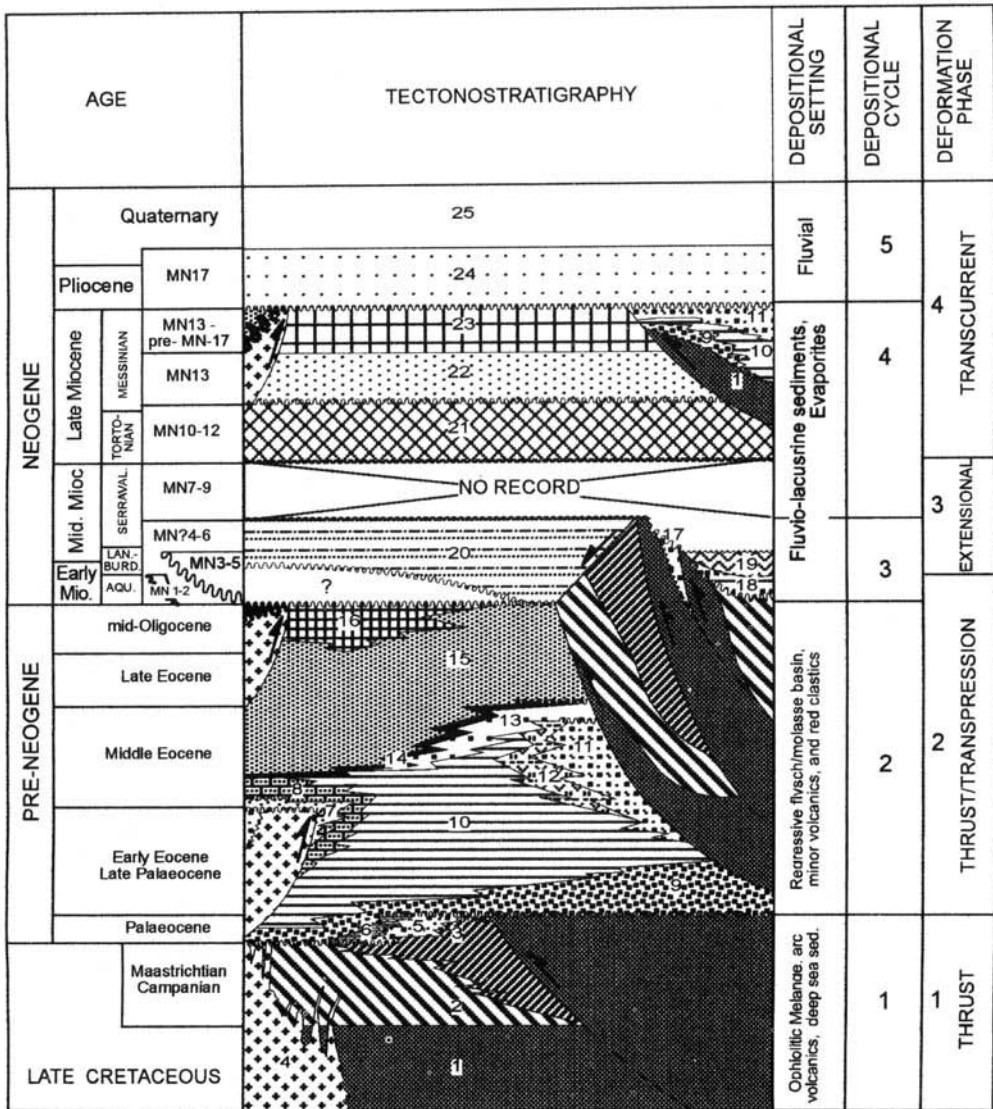 AGE
TECTONOSTRATIGRAPHY
DEPOSITIONAL
SETTING
DEPOSITIONAL
CYCLE
DEFORMATION
PHASE
NEOGENE
Quaternary
25
Fluvial
5
Pliocene
MN17
24
4
TRANSCURRENT
Late Miocene
MESSINIAN
MN13 -
pre- MN-17
23
11
9
10
1
MN13
22
Fluvio-lacusrine sediments,
Evaporites
4
TORTO-
NIAN
MN10-12
21
Mid. Mioc
SERRAVAL.
MN7-9
NO RECORD
3
EXTENSIONAL
MN?4-6
20
17
LAN.-
BURD.
MN3-5
19
18
3
Early
Mio.
AQU.
MN 1-2
?
PRE-NEOGENE
mid-Oligocene
16
Late Eocene
15
Middle Eocene
13
11
14
12
8
Regressive flysch/molasse basin,
minor volcanics, and red clastics
2
2
THRUST/TRANSPRESSION
7
10
Early Eocene
Late Palaeocene
9
Palaeocene
6
5
3
Maastrichtian
Campanian
2
Ophiolitic Melange, arc
volcanics, deep sea sed.
1
1
THRUST
LATE CRETACEOUS
4
1